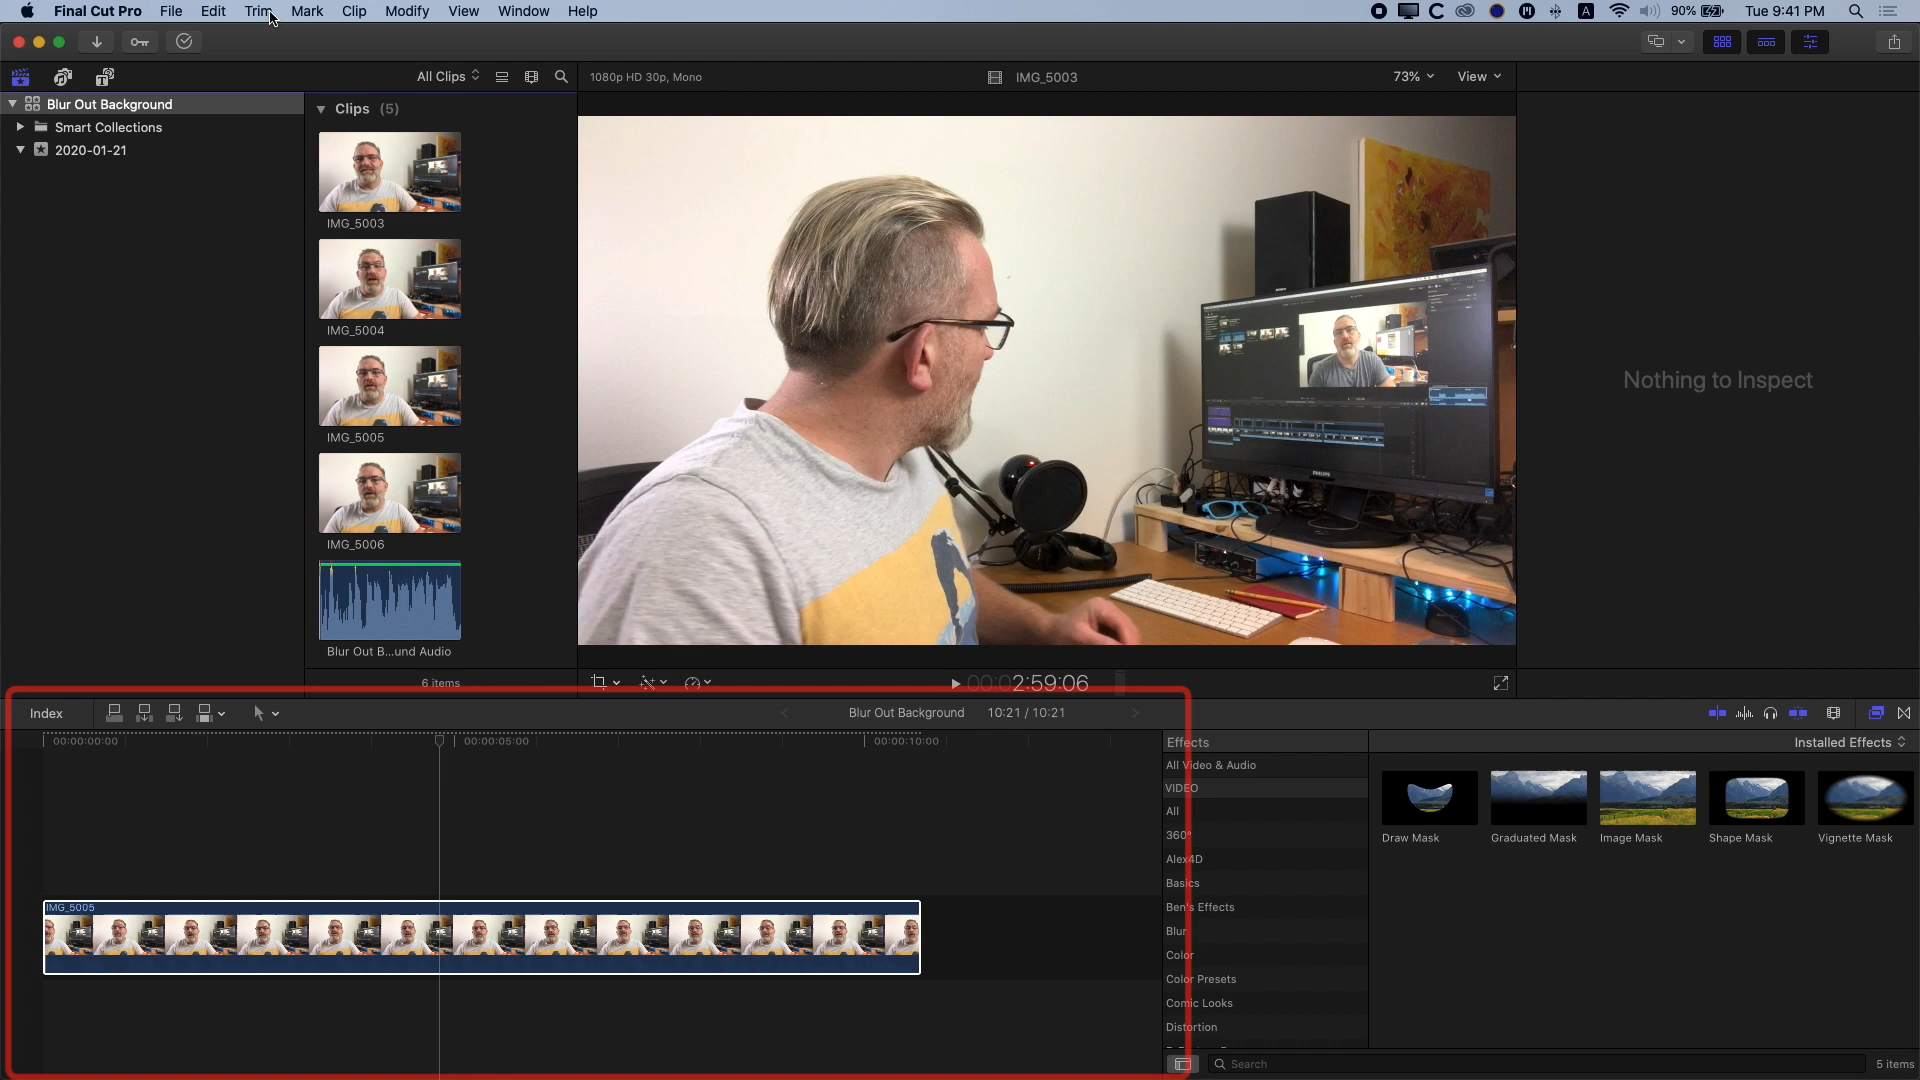 Final Cut Pro File Edit Trim Mark Clip Modify View Window Help
A 90% Tue 9:41 PM
All Clips
1080p HD 30p, Mono
IMG_5003
73%
View
Blur Out Background
Smart Collections
2020-01-21
Clips (5)
IMG_5003
IMG_5004
IMG_5005
IMG_5006
Blur Out B...und Audio
6 items
PHILIPS
Nothing to Inspect
00:02:59:06
Index
Blur Out Background 10:21 / 10:21
00:00:00:00
00:00:05:00
00:00:10:00
IMG_5005
Effects
Installed Effects
All Video & Audio
VIDEO
All
360°
Alex4D
Basics
Ben's Effects
Blur
Color
Color Presets
Comic Looks
Distortion
Draw Mask
Graduated Mask
Image Mask
Shape Mask
Vignette Mask
Search
5 items